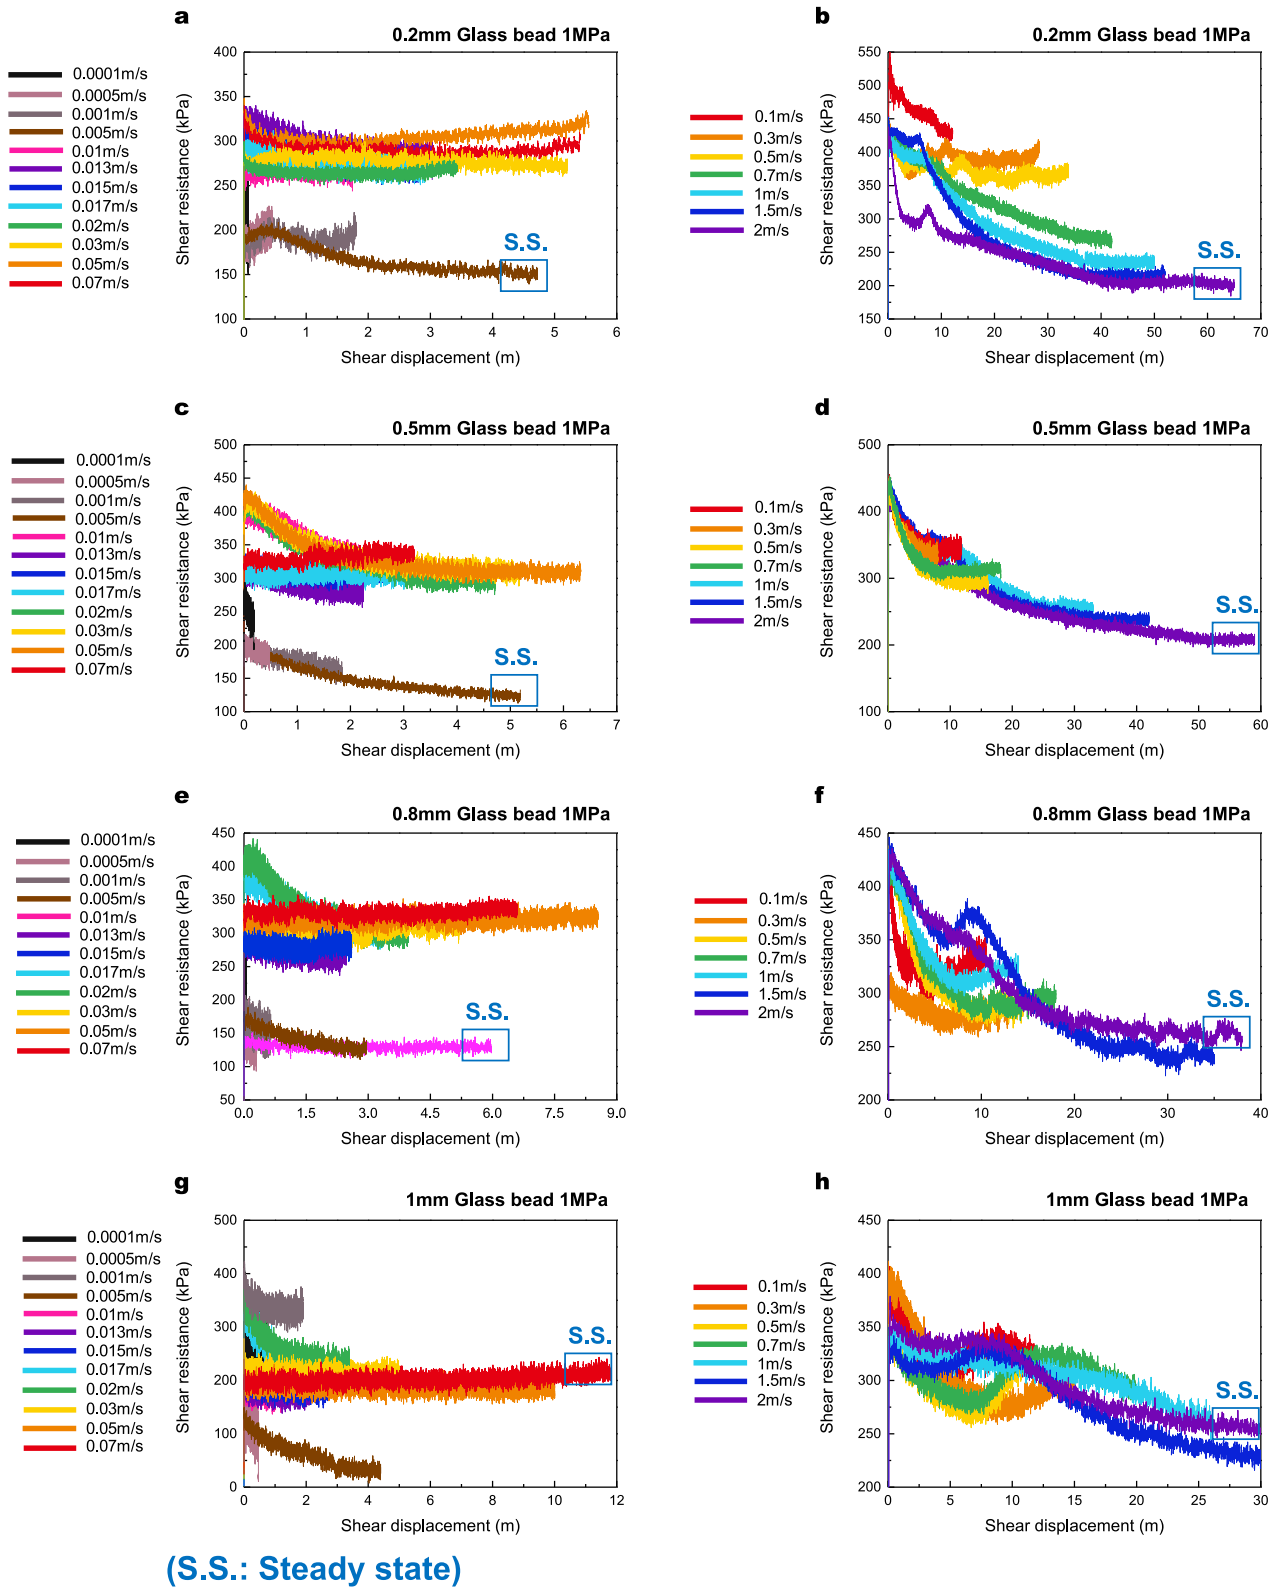 a
0.2mm Glass bead 1MPa
0.0001m/s
0.0005m/s
0.001m/s
0.005m/s
0.01m/s
0.013m/s
0.015m/s
0.017m/s
0.02m/s
0.03m/s
0.05m/s
0.07m/s
Shear resistance (kPa)
400
350
300
250
200
150
100
S.S.
0 1 2 3 4 5 6
Shear displacement (m)
b
0.2mm Glass bead 1MPa
0.1m/s
0.3m/s
0.5m/s
0.7m/s
1m/s
1.5m/s
2m/s
Shear resistance (kPa)
550
500
450
400
350
300
250
200
150
S.S.
0 10 20 30 40 50 60 70
Shear displacement (m)
c
0.5mm Glass bead 1MPa
0.0001m/s
0.0005m/s
0.001m/s
0.005m/s
0.01m/s
0.013m/s
0.015m/s
0.017m/s
0.02m/s
0.03m/s
0.05m/s
0.07m/s
Shear resistance (kPa)
500
450
400
350
300
250
200
150
100
S.S.
0 1 2 3 4 5 6 7
Shear displacement (m)
d
0.5mm Glass bead 1MPa
0.1m/s
0.3m/s
0.5m/s
0.7m/s
1m/s
1.5m/s
2m/s
Shear resistance (kPa)
500
400
300
200
100
S.S.
0 10 20 30 40 50 60
Shear displacement (m)
e
0.8mm Glass bead 1MPa
0.0001m/s
0.0005m/s
0.001m/s
0.005m/s
0.01m/s
0.013m/s
0.015m/s
0.017m/s
0.02m/s
0.03m/s
0.05m/s
0.07m/s
Shear resistance (kPa)
450
400
350
300
250
200
150
100
50
S.S.
0.0 1.5 3.0 4.5 6.0 7.5 9.0
Shear displacement (m)
f
0.8mm Glass bead 1MPa
0.1m/s
0.3m/s
0.5m/s
0.7m/s
1m/s
1.5m/s
2m/s
Shear resistance (kPa)
450
400
350
300
250
200
S.S.
0 10 20 30 40
Shear displacement (m)
g
1mm Glass bead 1MPa
0.0001m/s
0.0005m/s
0.001m/s
0.005m/s
0.01m/s
0.013m/s
0.015m/s
0.017m/s
0.02m/s
0.03m/s
0.05m/s
0.07m/s
Shear resistance (kPa)
500
400
300
200
100
0
S.S.
0 2 4 6 8 10 12
Shear displacement (m)
h
1mm Glass bead 1MPa
0.1m/s
0.3m/s
0.5m/s
0.7m/s
1m/s
1.5m/s
2m/s
Shear resistance (kPa)
450
400
350
300
250
200
S.S.
0 5 10 15 20 25 30
Shear displacement (m)
(S.S.: Steady state)